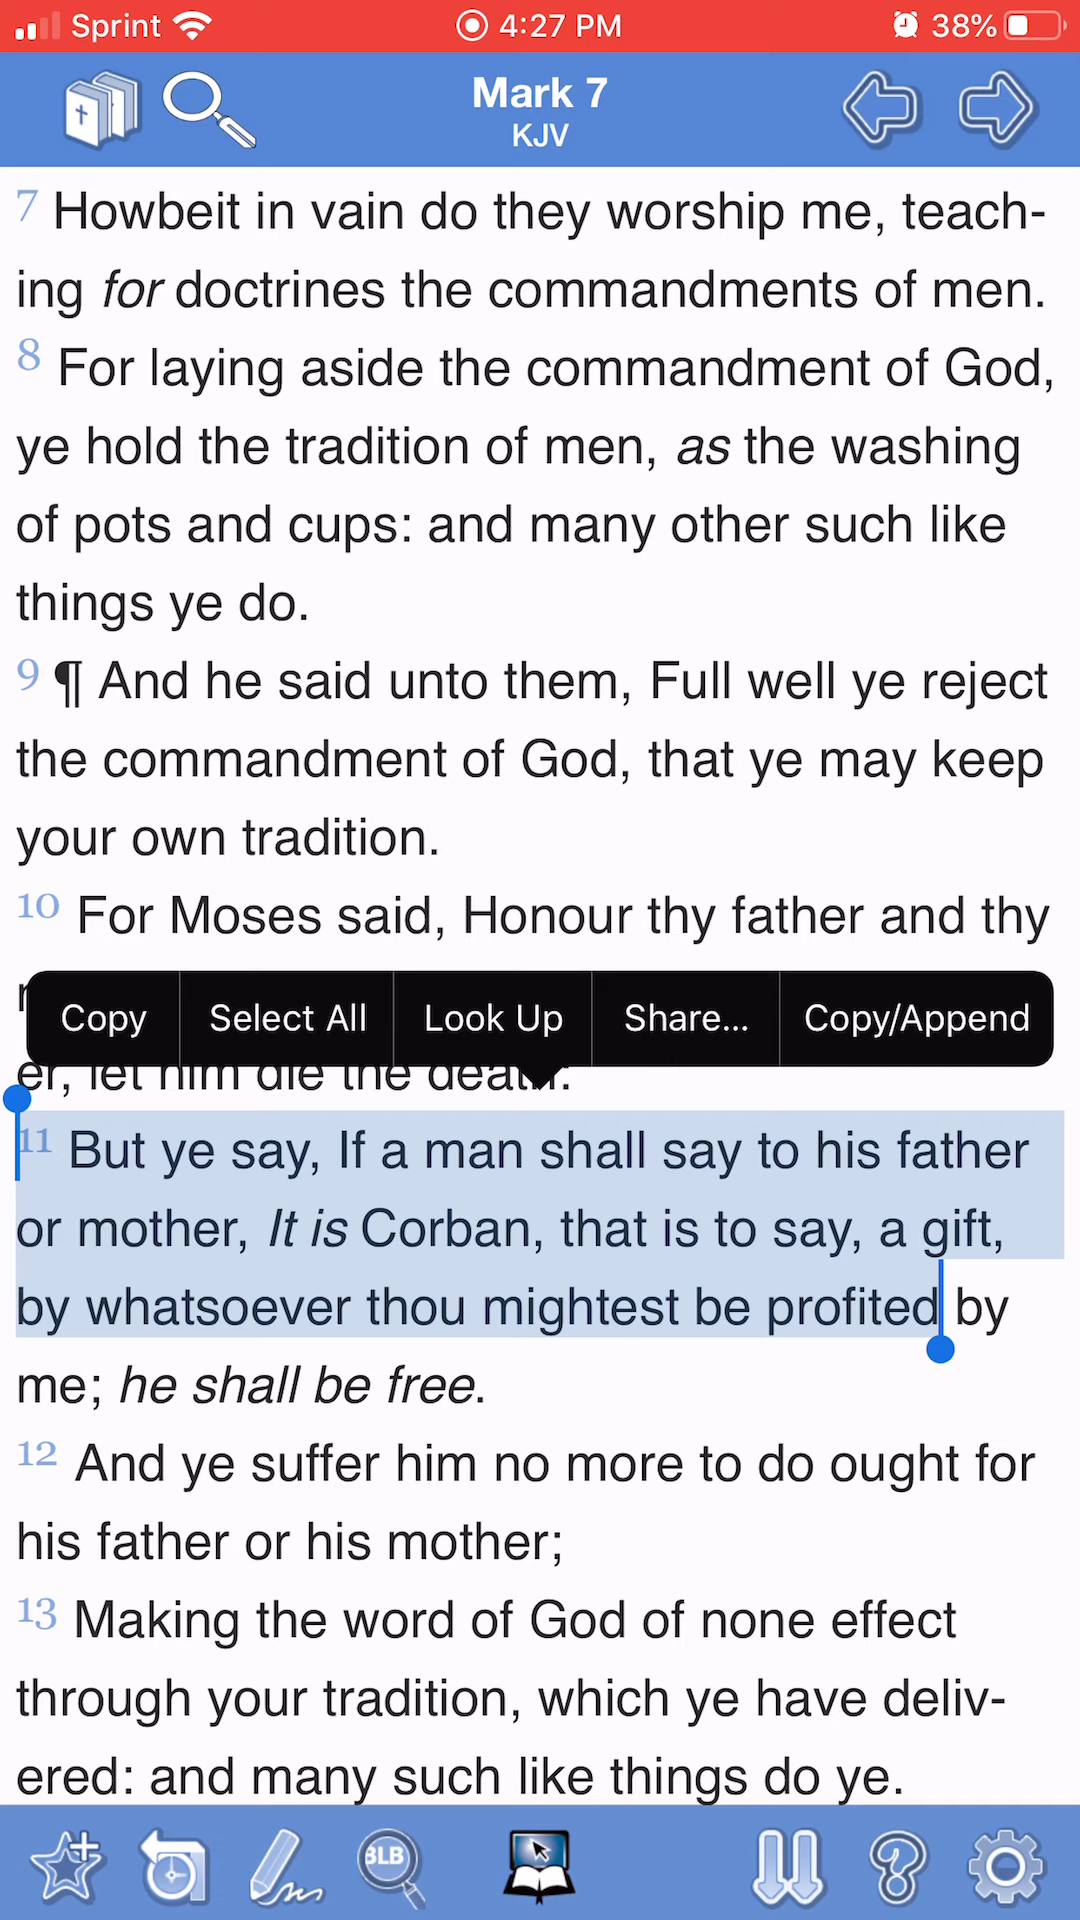 Sprint 4:27 PM 38%
Mark 7
KJV
7 Howbeit in vain do they worship me, teach-
ing for doctrines the commandments of men.
8 For laying aside the commandment of God,
ye hold the tradition of men, as the washing
of pots and cups: and many other such like
things ye do.
9 ¶ And he said unto them, Full well ye reject
the commandment of God, that ye may keep
your own tradition.
10 For Moses said, Honour thy father and thy
Copy Select All Look Up Share... Copy/Append
er, let him die the death:
11 But ye say, If a man shall say to his father
or mother, It is Corban, that is to say, a gift,
by whatsoever thou mightest be profited by
me; he shall be free.
12 And ye suffer him no more to do ought for
his father or his mother;
13 Making the word of God of none effect
through your tradition, which ye have deliv-
ered: and many such like things do ye.
BLB